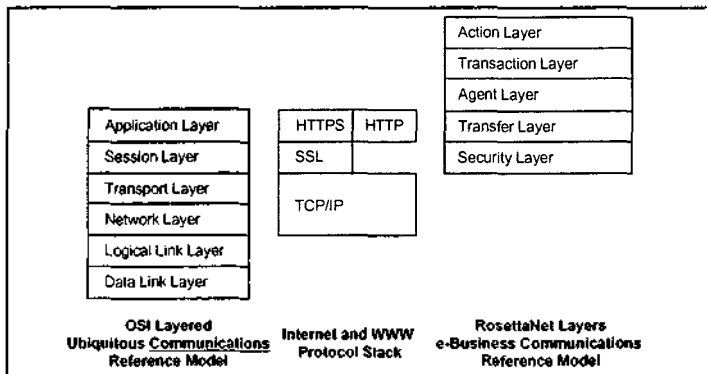 Action Layer
Transaction Layer
Agent Layer
Transfer Layer
Security Layer
Application Layer
Session Layer
Transport Layer
Network Layer
Logical Link Layer
Data Link Layer
HTTPS
HTTP
SSL
TCP/IP
OSI Layered
Ubiquitous Communications
Reference Model
Internet and WWW
Protocol Stack
RosettaNet Layers
e-Business Communications
Reference Model